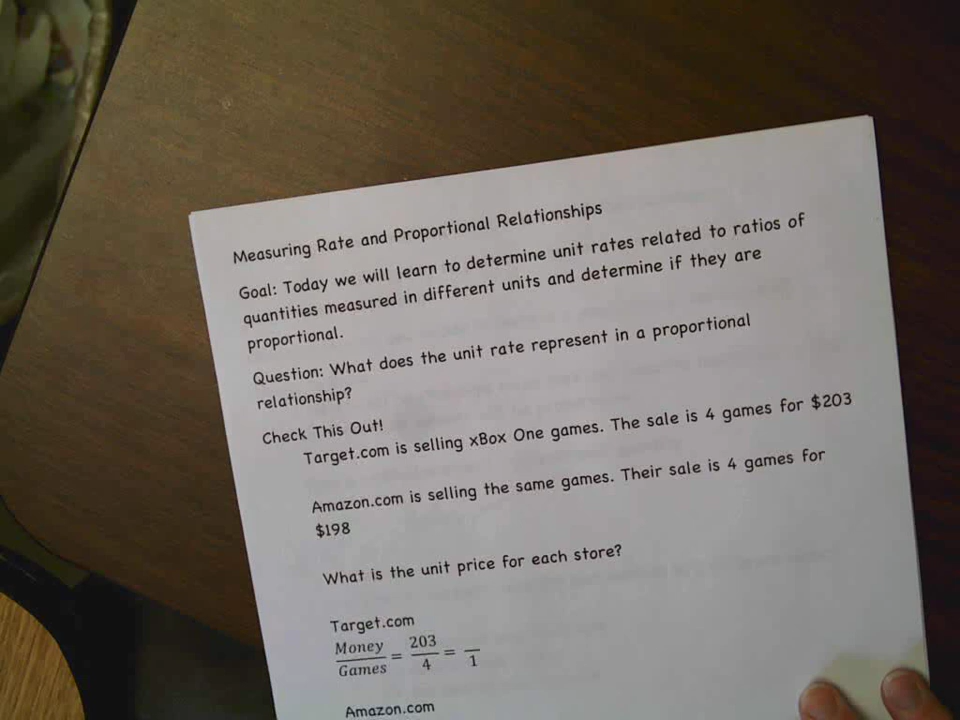 Measuring Rate and Proportional Relationships
Goal: Today we will learn to determine unit rates related to ratios of
quantities measured in different units and determine if they are
proportional.
Question: What does the unit rate represent in a proportional
relationship?
Check This Out!
Target.com is selling xBox One games. The sale is 4 games for $203
Amazon.com is selling the same games. Their sale is 4 games for
$198
What is the unit price for each store?
Target.com
Money/Games = 203/4 = /1
Amazon.com